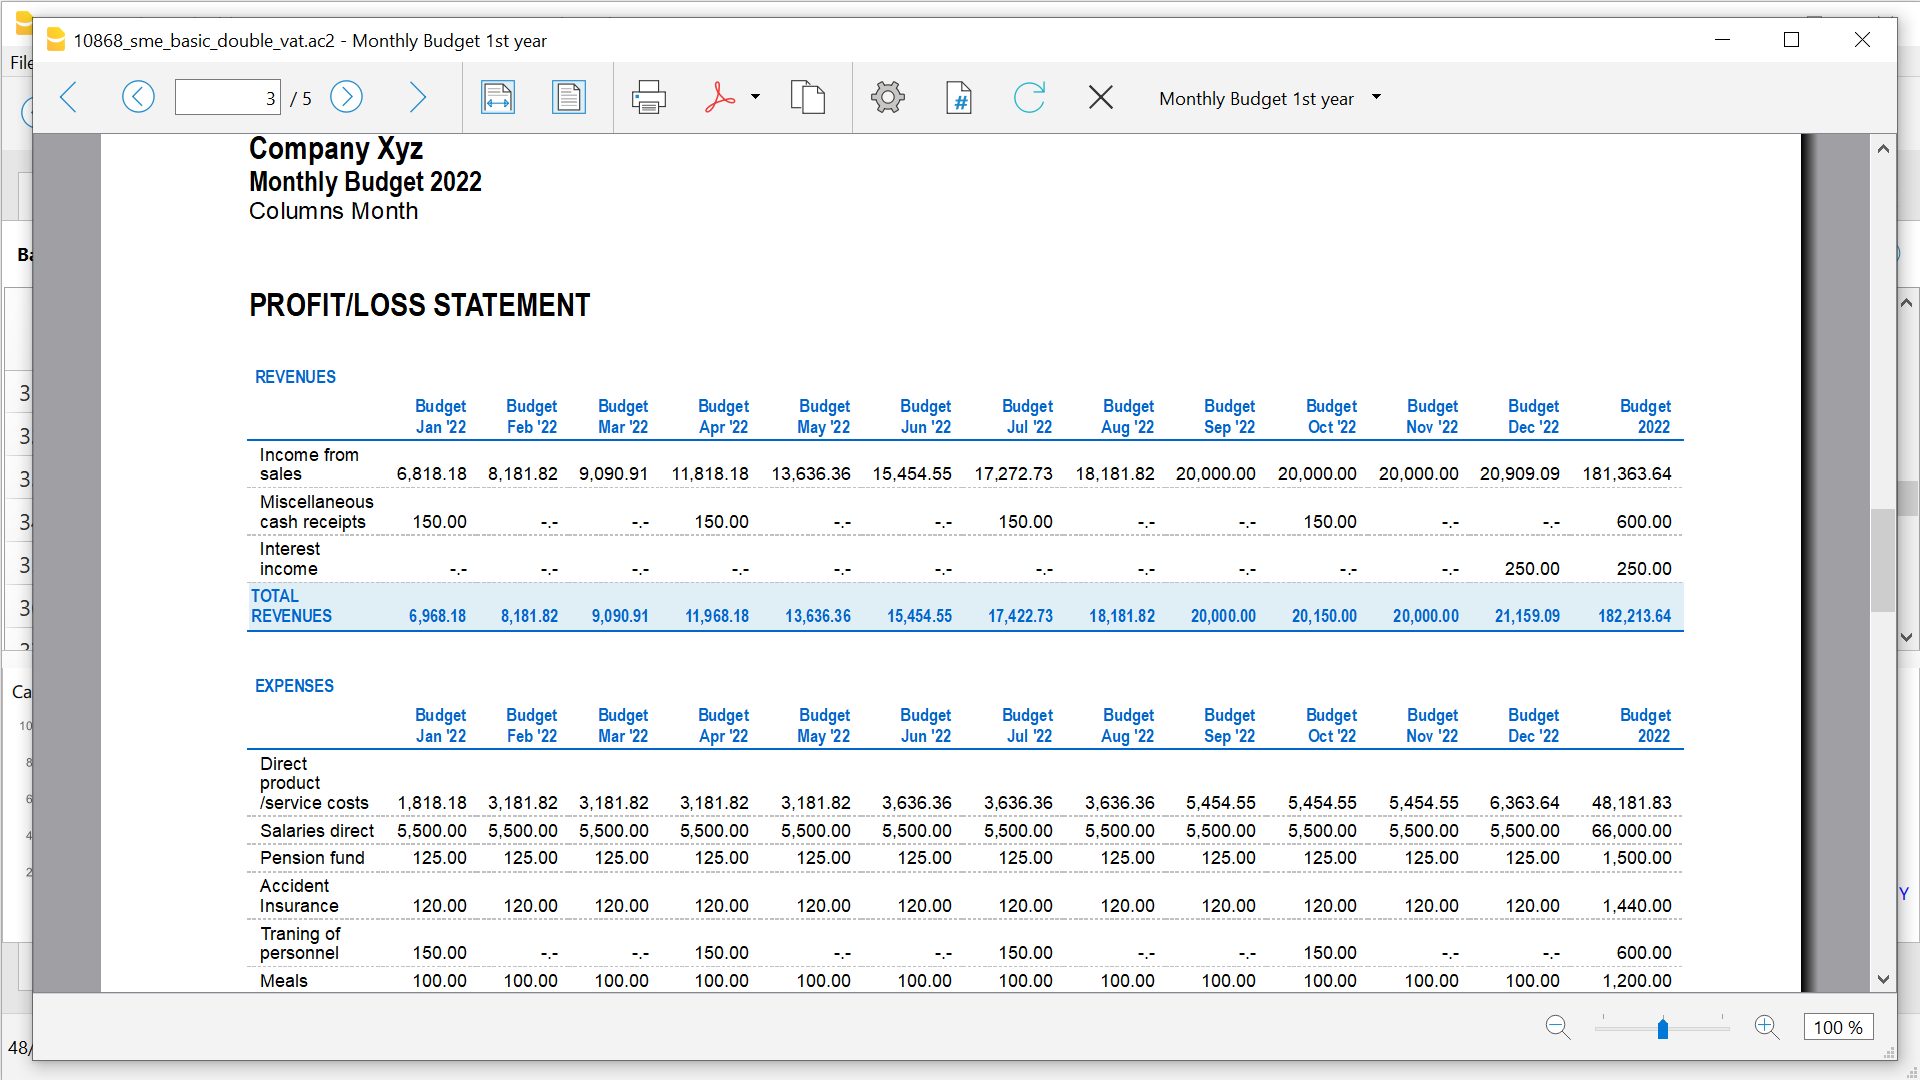 10868_sme_basic_double_vat.ac2 - Monthly Budget 1st year
File
3 / 5
Monthly Budget 1st year
Company Xyz
Monthly Budget 2022
Columns Month
PROFIT/LOSS STATEMENT
REVENUES
Budget Budget Budget Budget Budget Budget Budget Budget Budget Budget Budget Budget Budget
Jan '22 Feb '22 Mar '22 Apr '22 May '22 Jun '22 Jul '22 Aug '22 Sep '22 Oct '22 Nov '22 Dec '22 2022
Income from
sales 6,818.18 8,181.82 9,090.91 11,818.18 13,636.36 15,454.55 17,272.73 18,181.82 20,000.00 20,000.00 20,000.00 20,909.09 181,363.64
Miscellaneous
cash receipts 150.00 -.- -.- 150.00 -.- -.- 150.00 -.- -.- 150.00 -.- -.- 600.00
Interest
income -.- -.- -.- -.- -.- -.- -.- -.- -.- -.- -.- 250.00 250.00
TOTAL
REVENUES 6,968.18 8,181.82 9,090.91 11,968.18 13,636.36 15,454.55 17,422.73 18,181.82 20,000.00 20,150.00 20,000.00 21,159.09 182,213.64
EXPENSES
Budget Budget Budget Budget Budget Budget Budget Budget Budget Budget Budget Budget Budget
Jan '22 Feb '22 Mar '22 Apr '22 May '22 Jun '22 Jul '22 Aug '22 Sep '22 Oct '22 Nov '22 Dec '22 2022
Direct
product
/service costs 1,818.18 3,181.82 3,181.82 3,181.82 3,181.82 3,636.36 3,636.36 3,636.36 5,454.55 5,454.55 5,454.55 6,363.64 48,181.83
Salaries direct 5,500.00 5,500.00 5,500.00 5,500.00 5,500.00 5,500.00 5,500.00 5,500.00 5,500.00 5,500.00 5,500.00 5,500.00 66,000.00
Pension fund 125.00 125.00 125.00 125.00 125.00 125.00 125.00 125.00 125.00 125.00 125.00 125.00 1,500.00
Accident
Insurance 120.00 120.00 120.00 120.00 120.00 120.00 120.00 120.00 120.00 120.00 120.00 120.00 1,440.00
Traning of
personnel 150.00 -.- -.- 150.00 -.- -.- 150.00 -.- -.- 150.00 -.- -.- 600.00
Meals 100.00 100.00 100.00 100.00 100.00 100.00 100.00 100.00 100.00 100.00 100.00 100.00 1,200.00
100 %